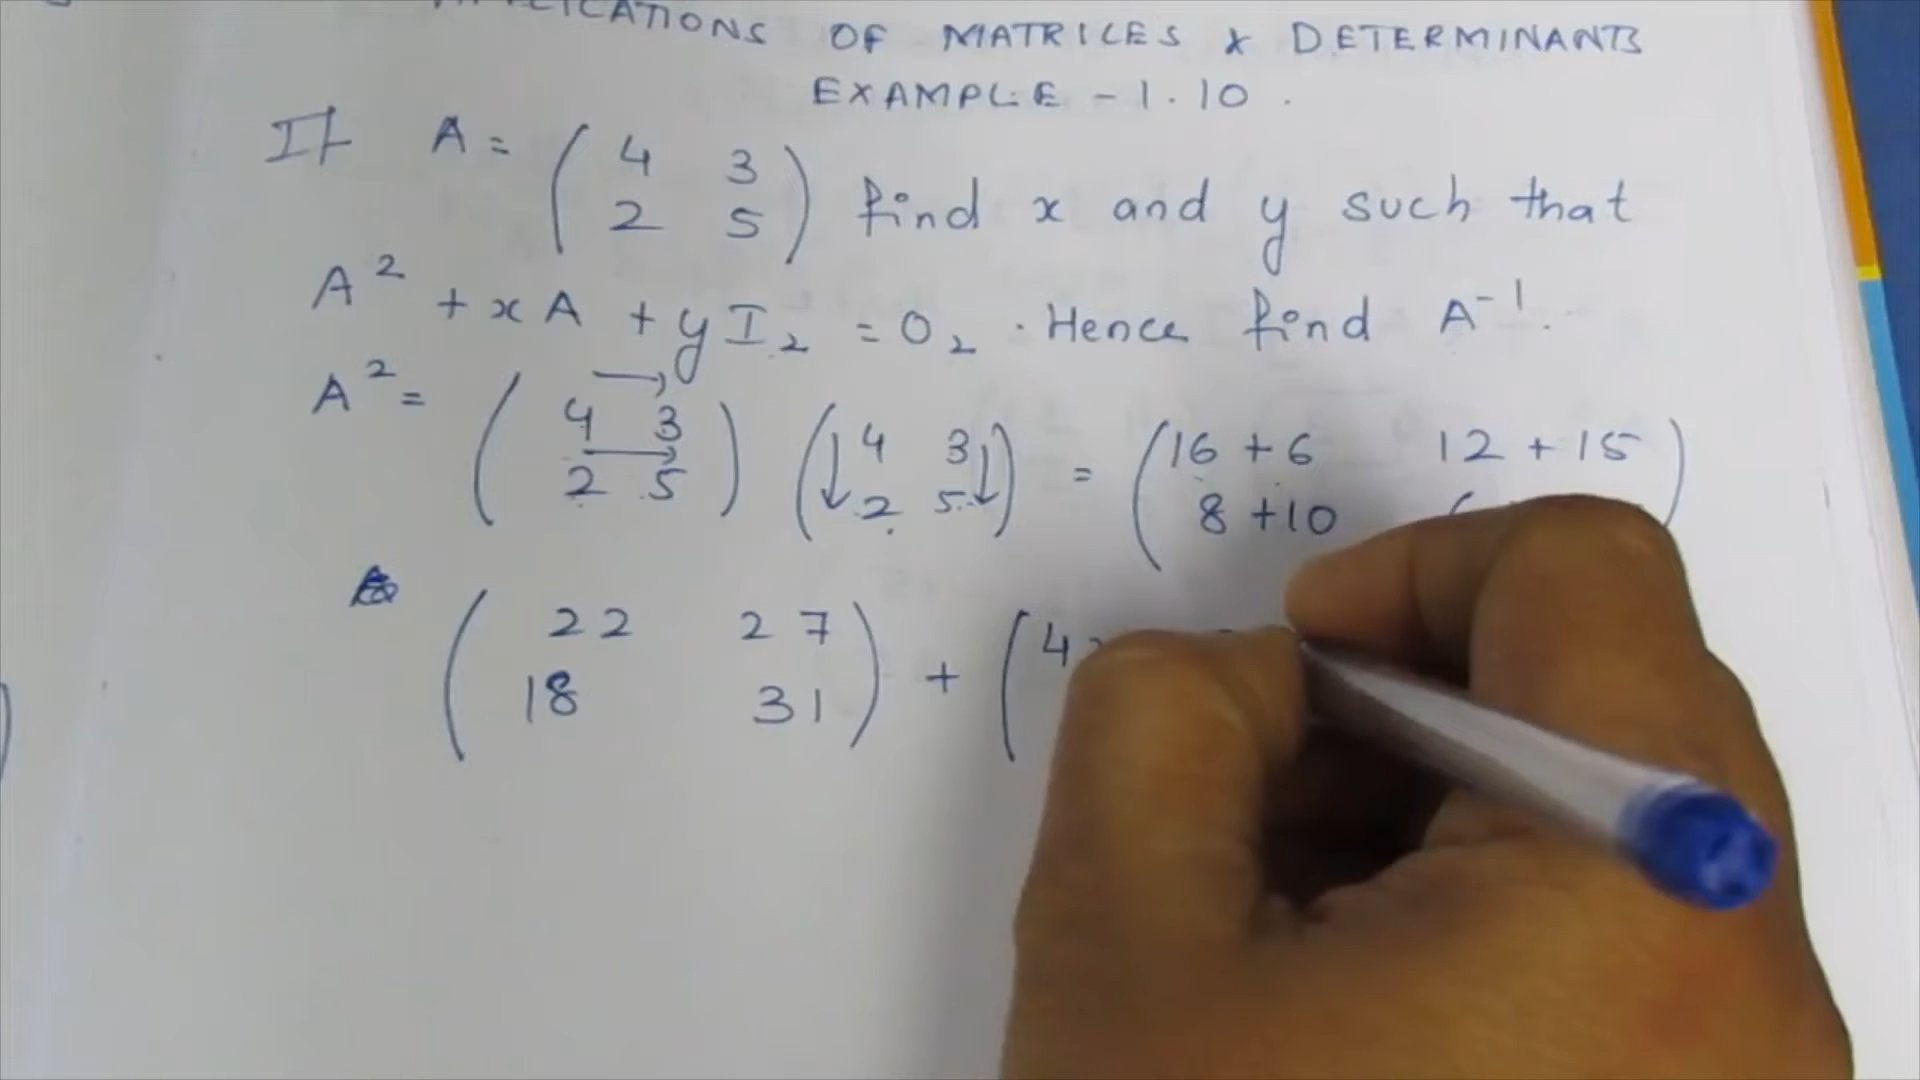 OF MATRICES & DETERMINANTS
EXAMPLE - 1.10.
If A = ( 4 3 ) find x and y such that
( 2 5 )
A² + xA + yI₂ = O₂. Hence find A⁻¹.
A² = ( 4 3 ) ( 4 3 ) = ( 16 + 6 12 + 15 )
( 2 5 ) ( 2 5 ) ( 8 + 10
( 22 27 ) + ( 4
( 18 31 )